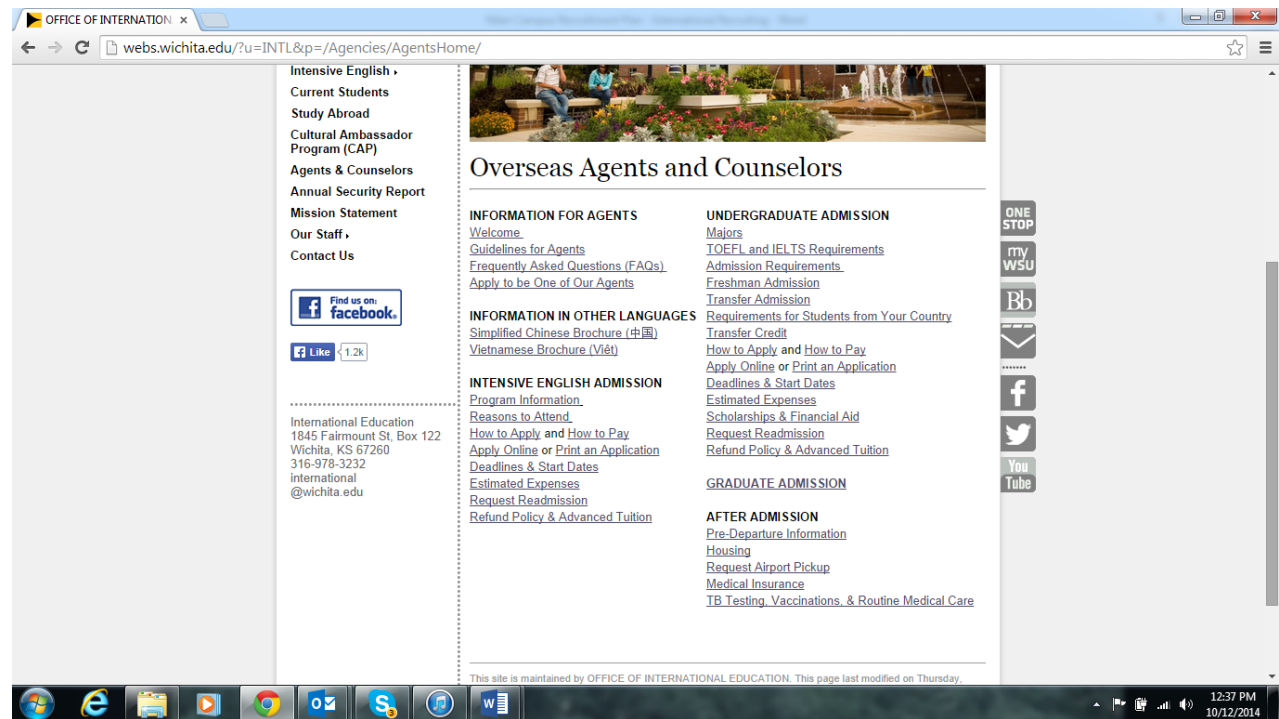 OFFICE OF INTERNATION
webs.wichita.edu/?u=INTL&p=/Agencies/AgentsHome/
Intensive English
Current Students
Study Abroad
Cultural Ambassador
Program (CAP)
Agents & Counselors
Annual Security Report
Mission Statement
Our Staff
Contact Us
Find us on:
facebook.
Like 1.2k
International Education
1845 Fairmount St, Box 122
Wichita, KS 67260
316-978-3232
international
@wichita.edu
Overseas Agents and Counselors
INFORMATION FOR AGENTS
Welcome
Guidelines for Agents
Frequently Asked Questions (FAQs)
Apply to be One of Our Agents
INFORMATION IN OTHER LANGUAGES
Simplified Chinese Brochure (中国)
Vietnamese Brochure (Việt)
INTENSIVE ENGLISH ADMISSION
Program Information
Reasons to Attend
How to Apply and How to Pay
Apply Online or Print an Application
Deadlines & Start Dates
Estimated Expenses
Request Readmission
Refund Policy & Advanced Tuition
UNDERGRADUATE ADMISSION
Majors
TOEFL and IELTS Requirements
Admission Requirements
Freshman Admission
Transfer Admission
Requirements for Students from Your Country
Transfer Credit
How to Apply and How to Pay
Apply Online or Print an Application
Deadlines & Start Dates
Estimated Expenses
Scholarships & Financial Aid
Request Readmission
Refund Policy & Advanced Tuition
GRADUATE ADMISSION
AFTER ADMISSION
Pre-Departure Information
Housing
Request Airport Pickup
Medical Insurance
TB Testing, Vaccinations, & Routine Medical Care
ONE
STOP
my
WSU
Bb
You
Tube
This site is maintained by OFFICE OF INTERNATIONAL EDUCATION. This page last modified on Thursday,
12:37 PM
10/12/2014